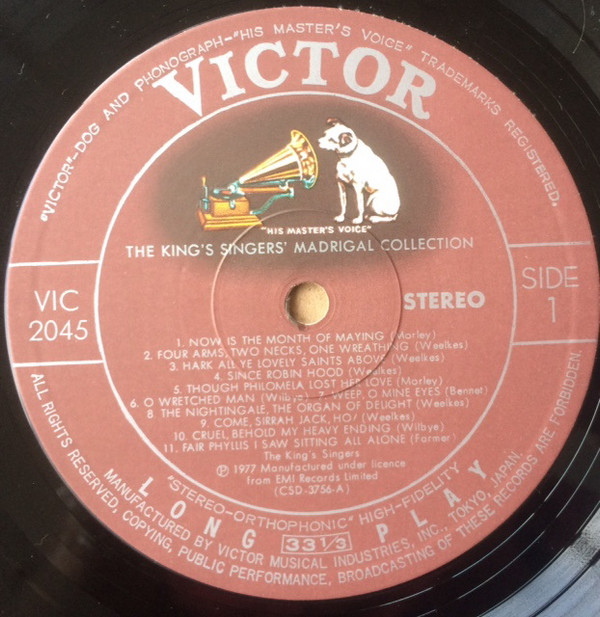 "VICTOR"-DOG AND PHONOGRAPH-"HIS MASTER'S VOICE" TRADEMARKS REGISTERED.
VICTOR
"HIS MASTER'S VOICE"
THE KING'S SINGERS' MADRIGAL COLLECTION
VIC
2045
STEREO
SIDE
1
1. NOW IS THE MONTH OF MAYING (Morley)
2. FOUR ARMS, TWO NECKS, ONE WREATHING (Weelkes)
3. HARK ALL YE LOVELY SAINTS ABOVE (Weelkes)
4. SINCE ROBIN HOOD (Weelkes)
5. THOUGH PHILOMELA LOST HER LOVE (Morley)
6. O WRETCHED MAN (Wilbye) 7. WEEP, O MINE EYES (Bennet)
8 THE NIGHTINGALE, THE ORGAN OF DELIGHT (Weelkes)
9. COME, SIRRAH JACK, HO! (Weelkes)
10. CRUEL, BEHOLD MY HEAVY ENDING (Wilbye)
11. FAIR PHYLLIS I SAW SITTING ALL ALONE (Farmer)
The King's Singers
Ⓟ 1977 Manufactured under licence
from EMI Records Limited
(CSD-3756-A)
"STEREO-ORTHOPHONIC" HIGH-FIDELITY
LONG 33 1/3 PLAY
MANUFACTURED BY VICTOR MUSICAL INDUSTRIES, INC., TOKYO, JAPAN.
ALL RIGHTS RESERVED, COPYING, PUBLIC PERFORMANCE, BROADCASTING OF THESE RECORDS ARE FORBIDDEN.